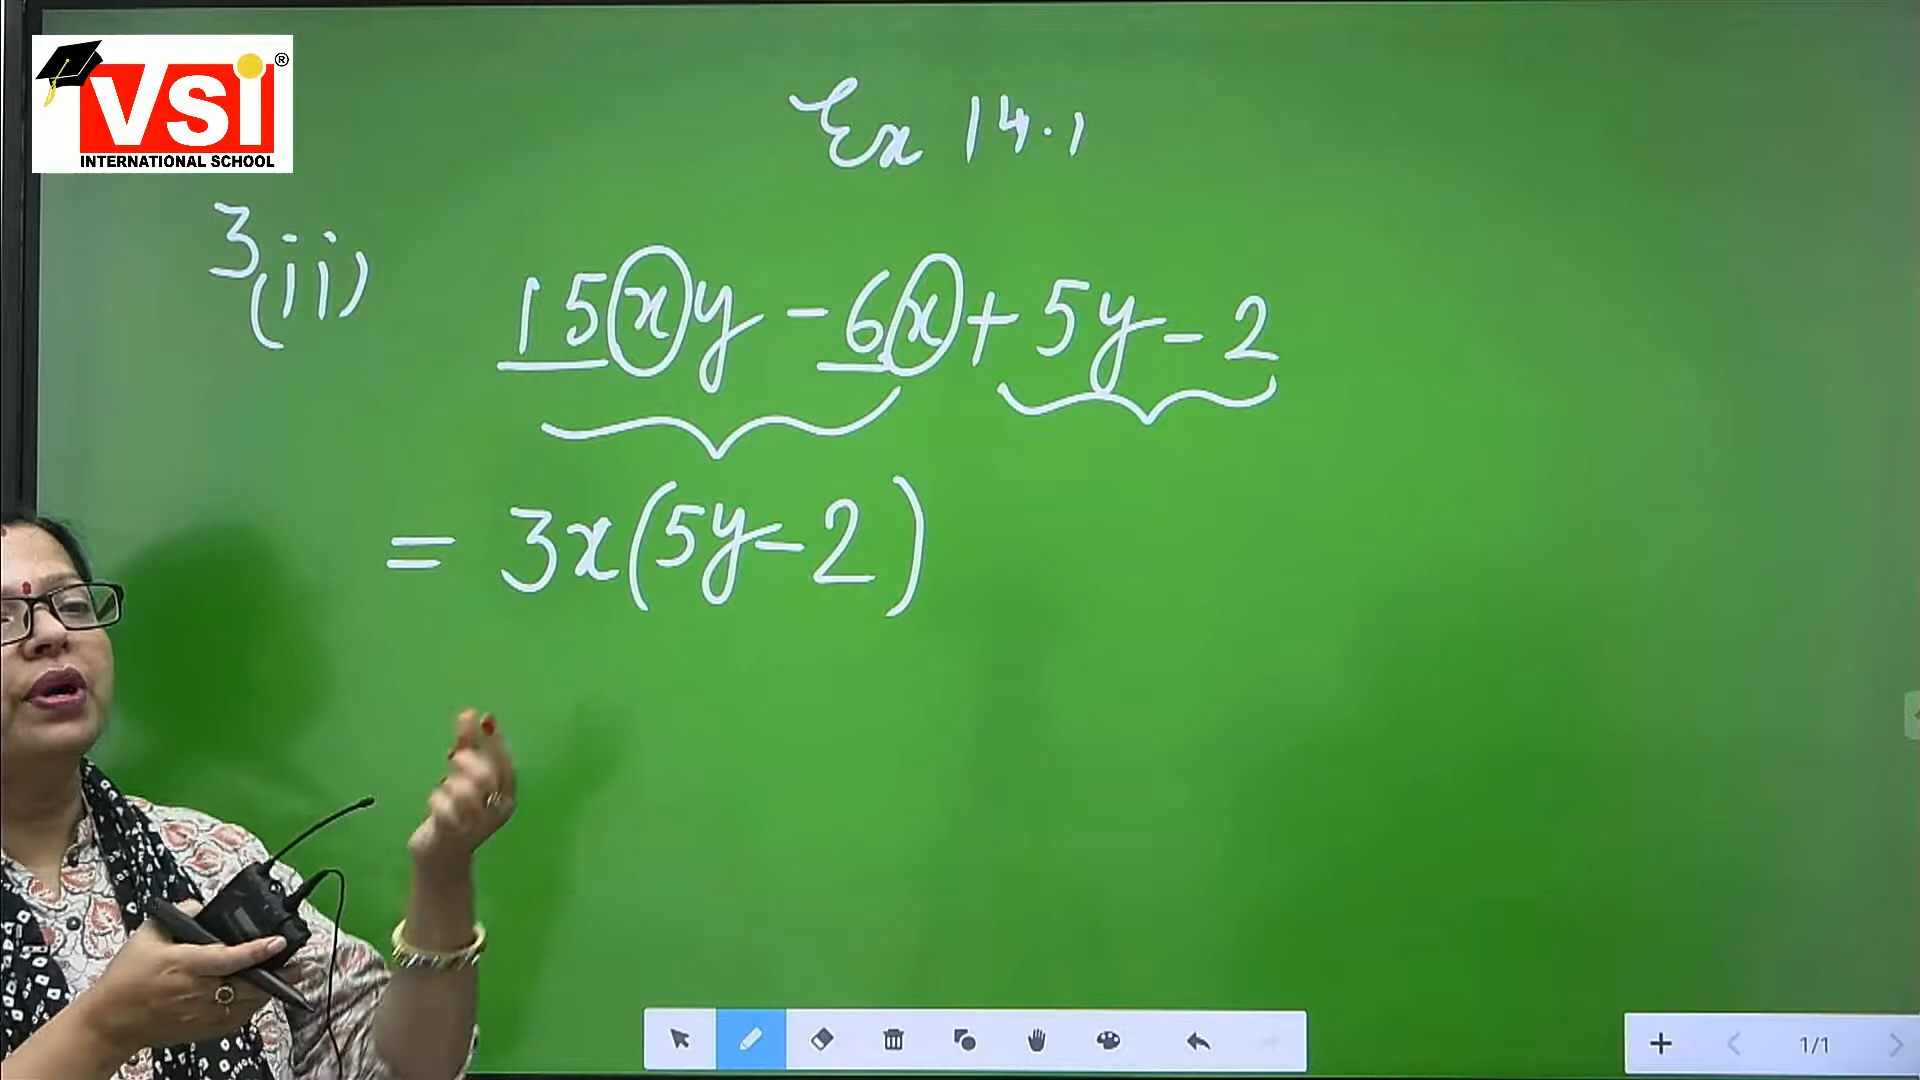 VSI ®
INTERNATIONAL SCHOOL
Ex 14.1
3(ii) 15xy - 6x + 5y - 2
= 3x(5y - 2)
1/1